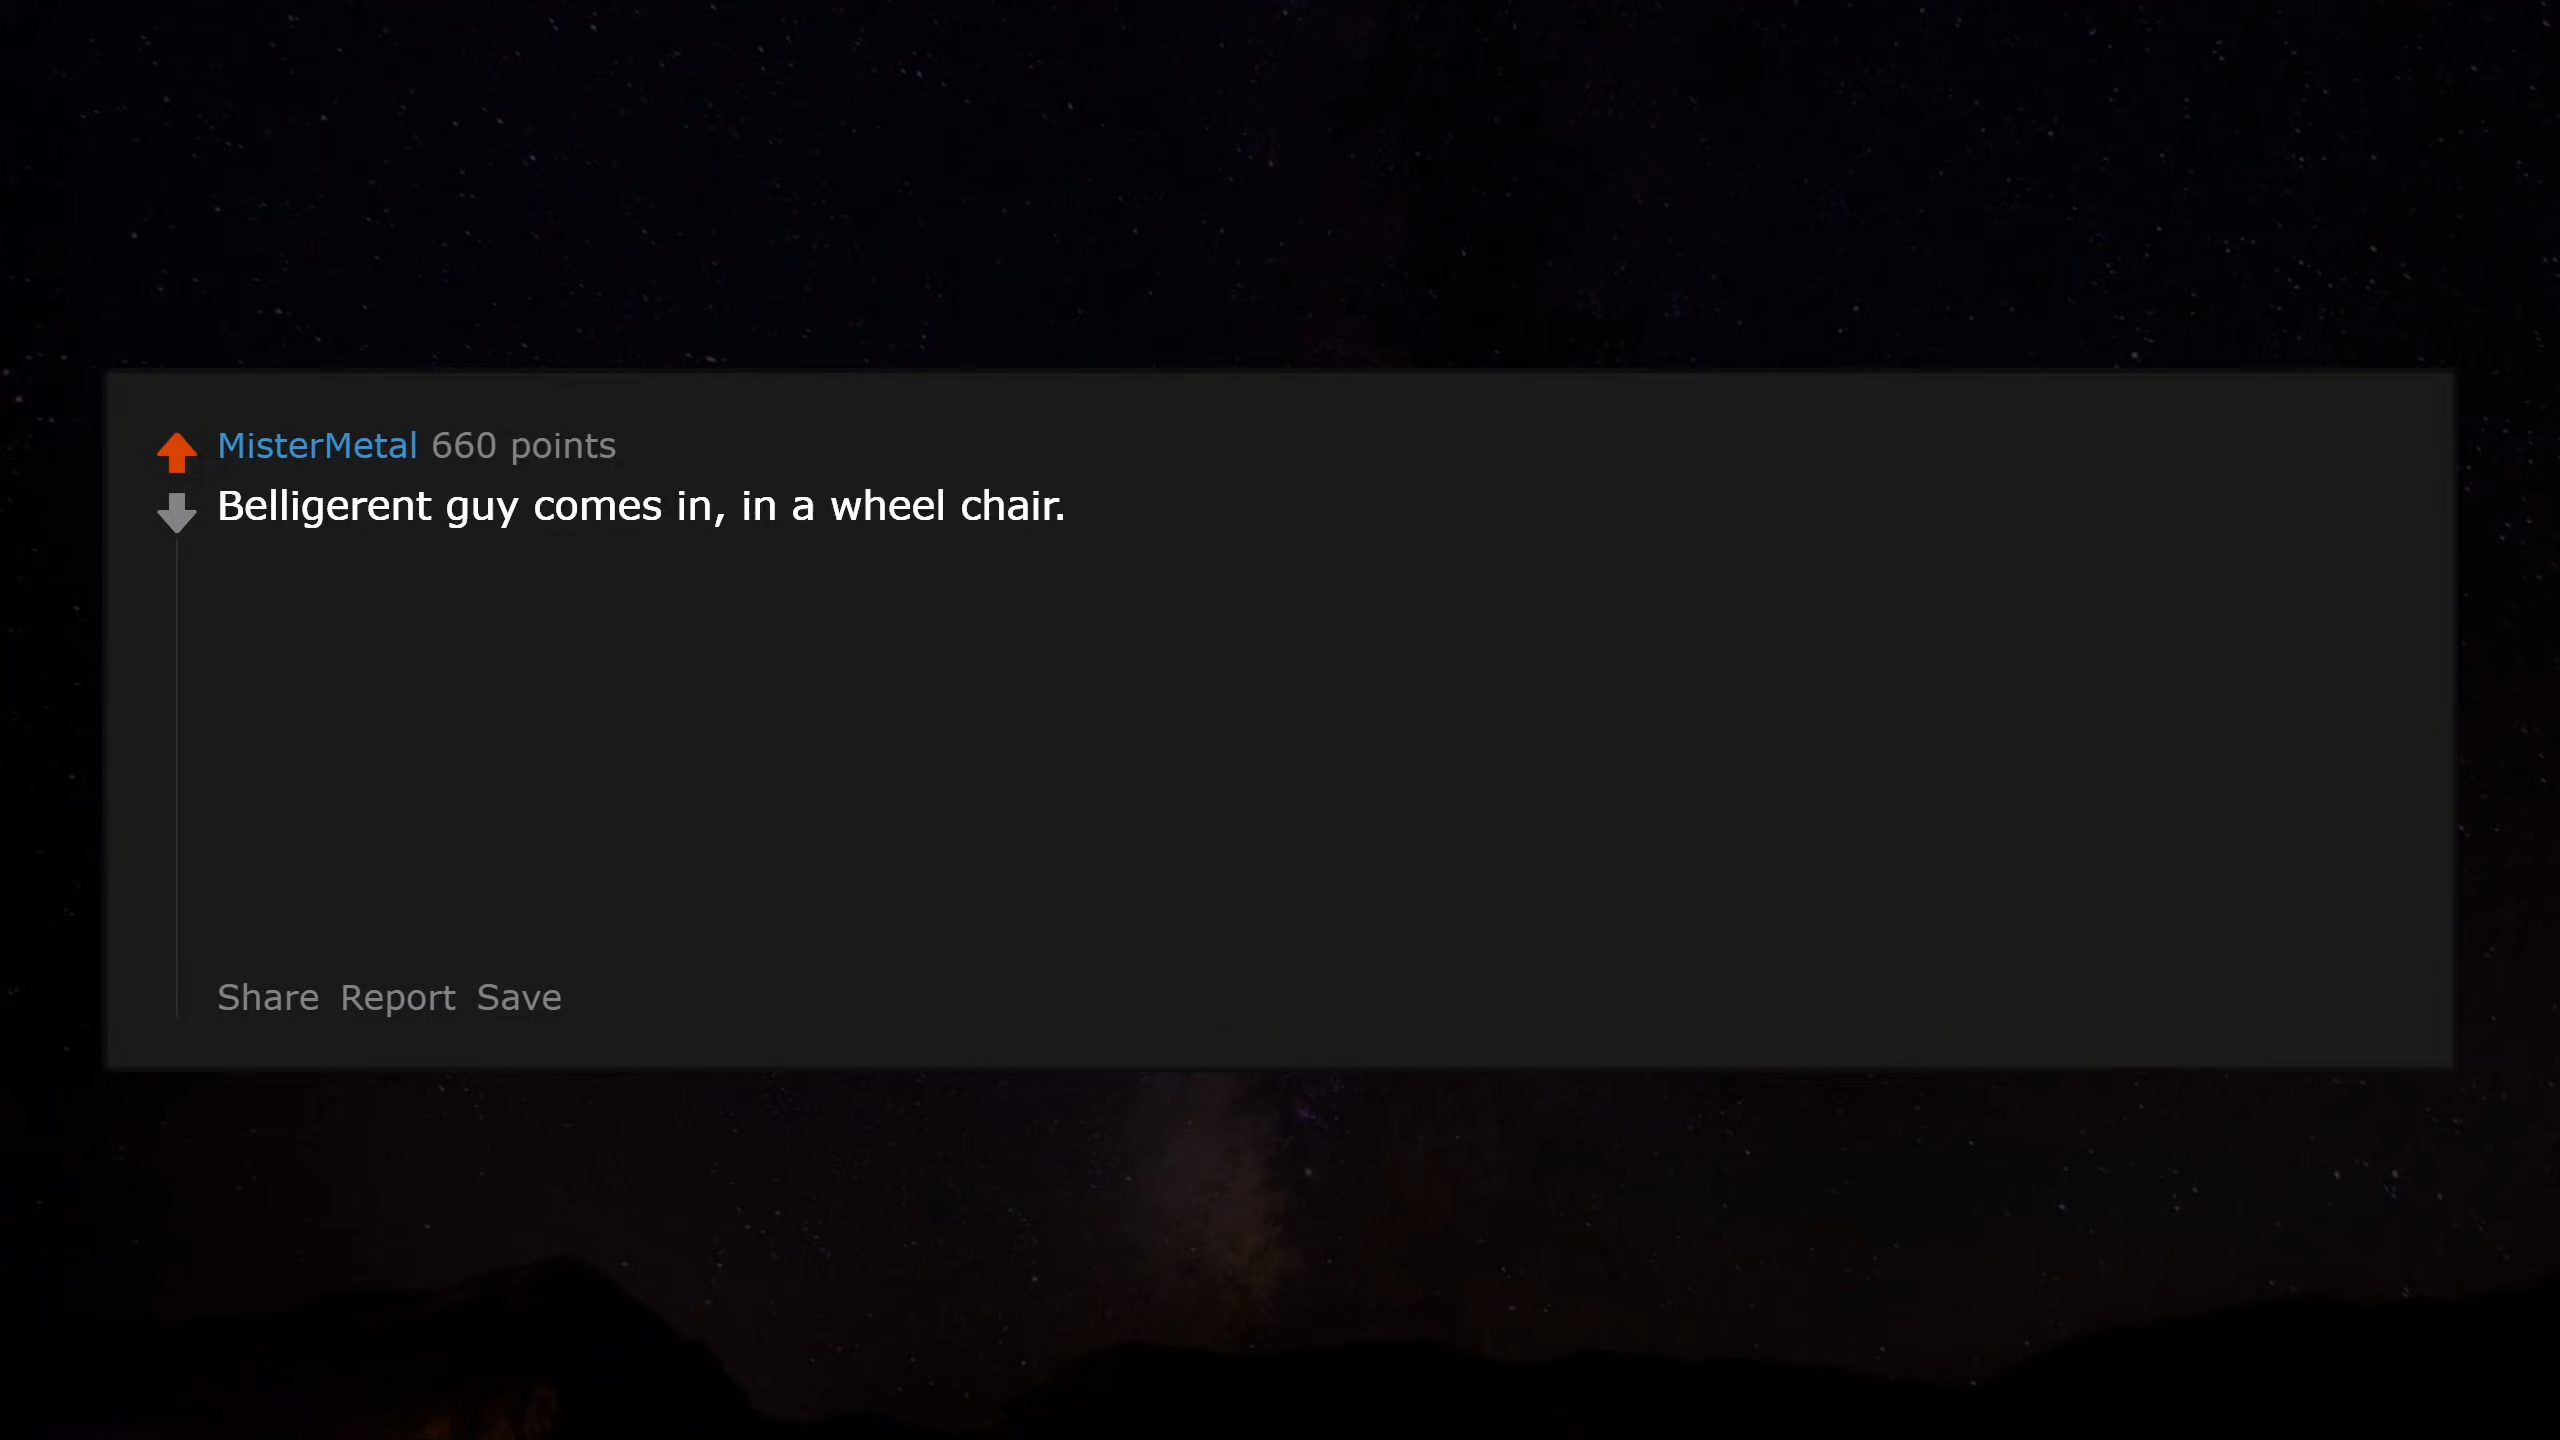 MisterMetal 660 points
Belligerent guy comes in, in a wheel chair.
Share Report Save